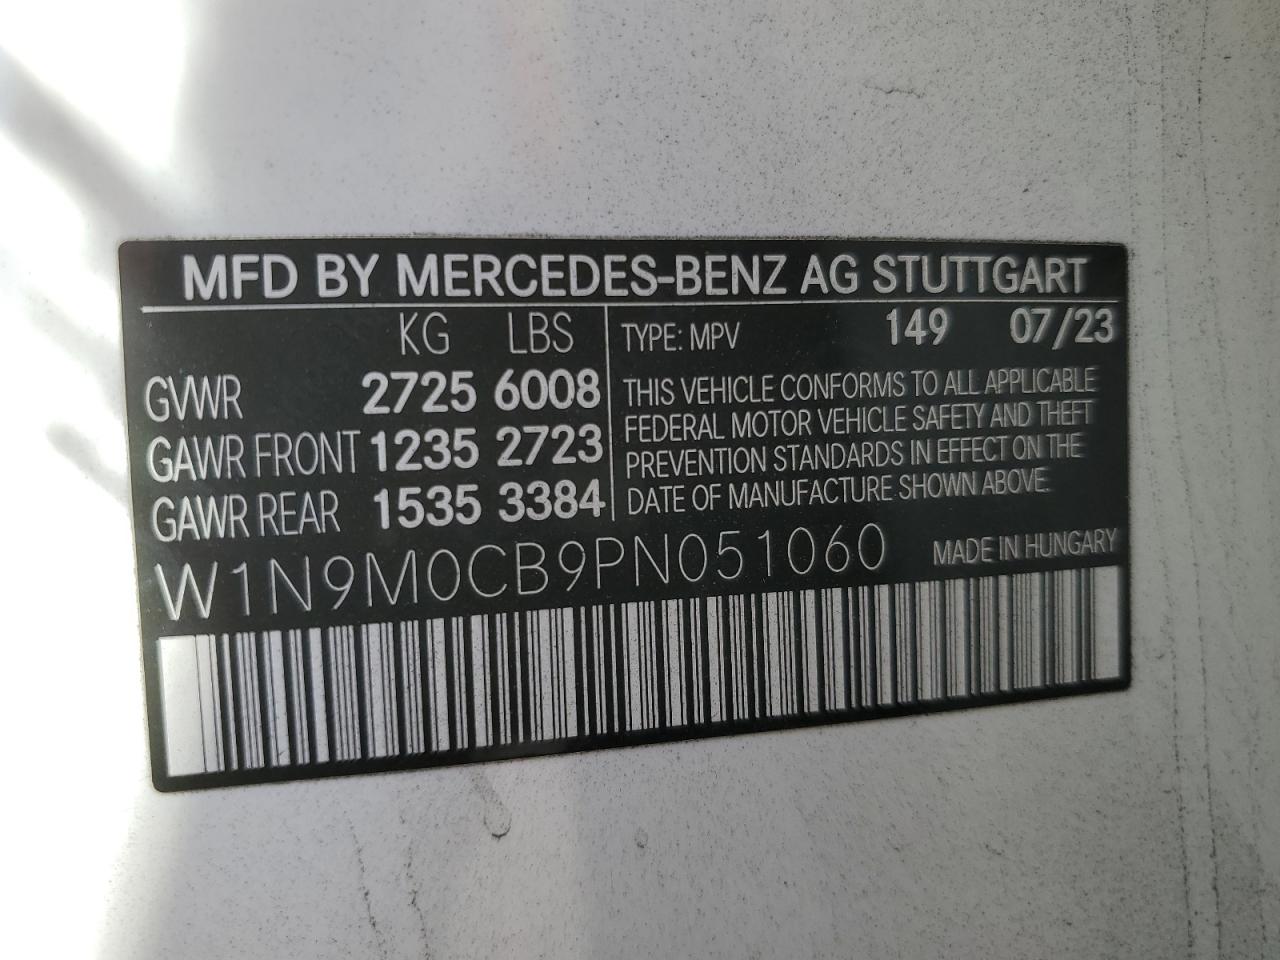 MFD BY MERCEDES-BENZ AG STUTTGART
KG LBS
GVWR 2725 6008
GAWR FRONT 1235 2723
GAWR REAR 1535 3384
TYPE: MPV 149 07/23
THIS VEHICLE CONFORMS TO ALL APPLICABLE
FEDERAL MOTOR VEHICLE SAFETY AND THEFT
PREVENTION STANDARDS IN EFFECT ON THE
DATE OF MANUFACTURE SHOWN ABOVE.
W1N9M0CB9PN051060 MADE IN HUNGARY